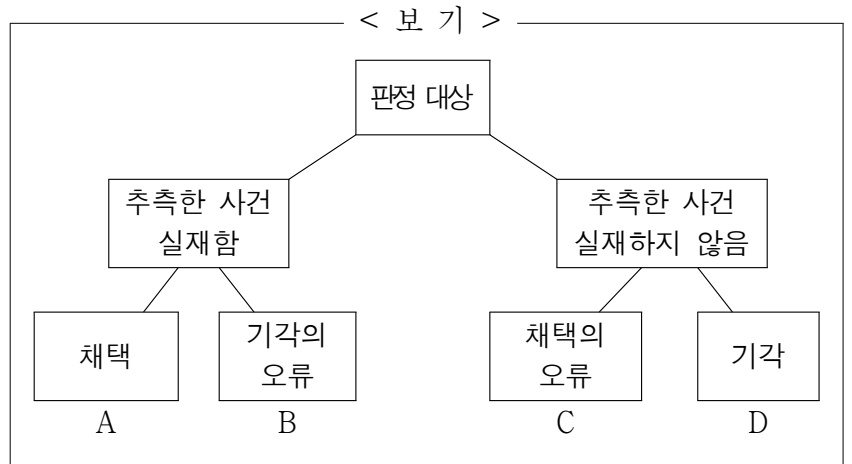 < 보 기 >
판정 대상
추측한 사건
실재함
추측한 사건
실재하지 않음
채택
기각의
오류
채택의
오류
기각
A
B
C
D